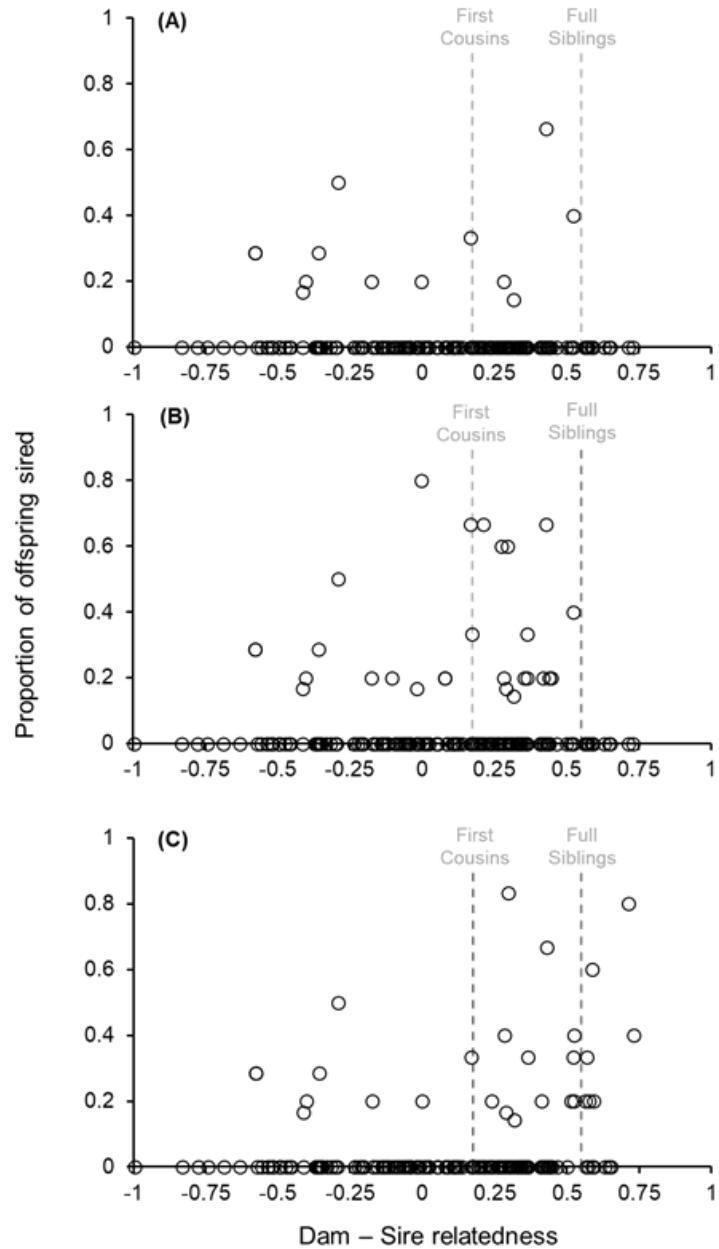 (A)
First
Cousins
Full
Siblings
1
0.8
0.6
0.4
0.2
0
-1
-0.75
-0.5
-0.25
0
0.25
0.5
0.75
1
(B)
First
Cousins
Full
Siblings
1
0.8
0.6
0.4
0.2
0
-1
-0.75
-0.5
-0.25
0
0.25
0.5
0.75
1
Proportion of offspring sired
(C)
First
Cousins
Full
Siblings
1
0.8
0.6
0.4
0.2
0
-1
-0.75
-0.5
-0.25
0
0.25
0.5
0.75
1
Dam – Sire relatedness